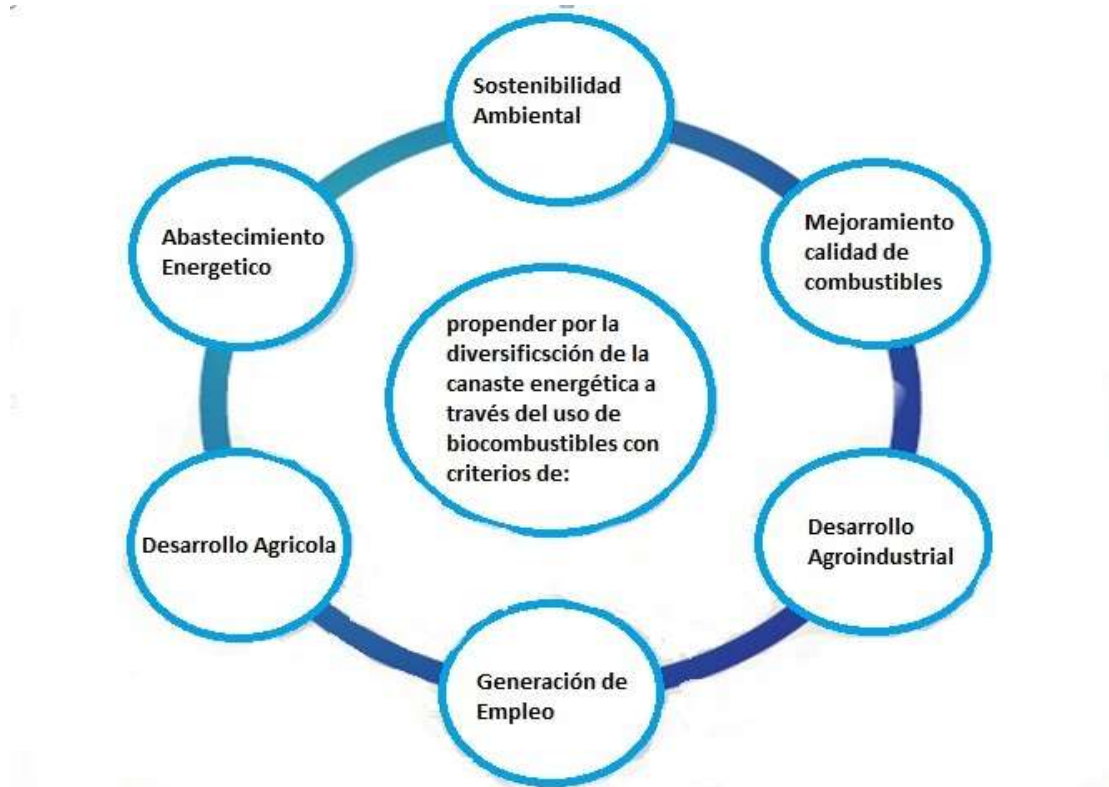 Sostenibilidad
Ambiental
Mejoramiento
calidad de
combustibles
Desarrollo
Agroindustrial
Generación de
Empleo
Desarrollo Agricola
Abastecimiento
Energetico
propender por la
diversificsción de la
canaste energética a
través del uso de
biocombustibles con
criterios de: